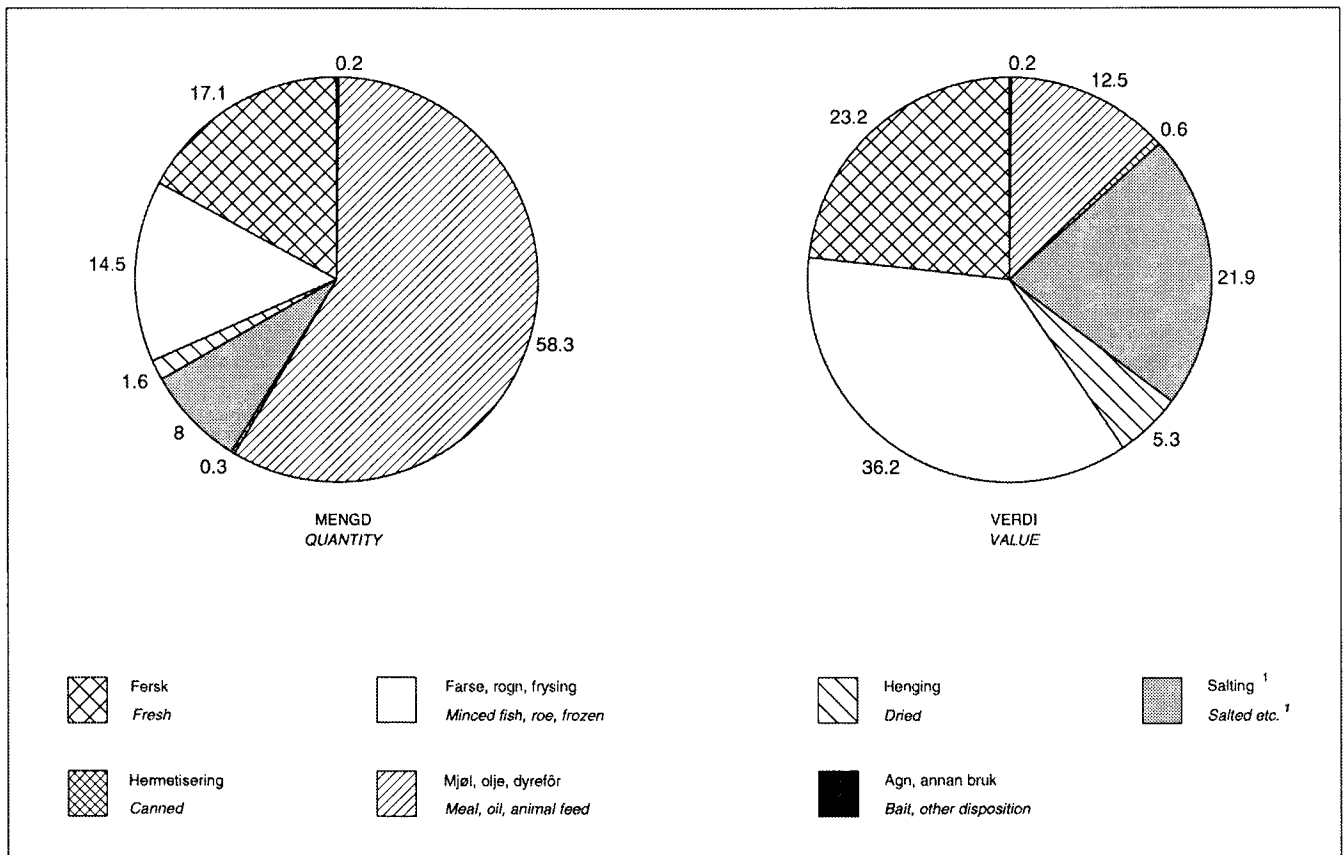 0.2
17.1
14.5
1.6
8
0.3
58.3
MENGD
QUANTITY
0.2
12.5
0.6
23.2
21.9
5.3
36.2
VERDI
VALUE
Fersk
Fresh
Farse, rogn, frysing
Minced fish, roe, frozen
Henging
Dried
Salting 1
Salted etc. 1
Hermetisering
Canned
Mjøl, olje, dyrefôr
Meal, oil, animal feed
Agn, annan bruk
Bait, other disposition